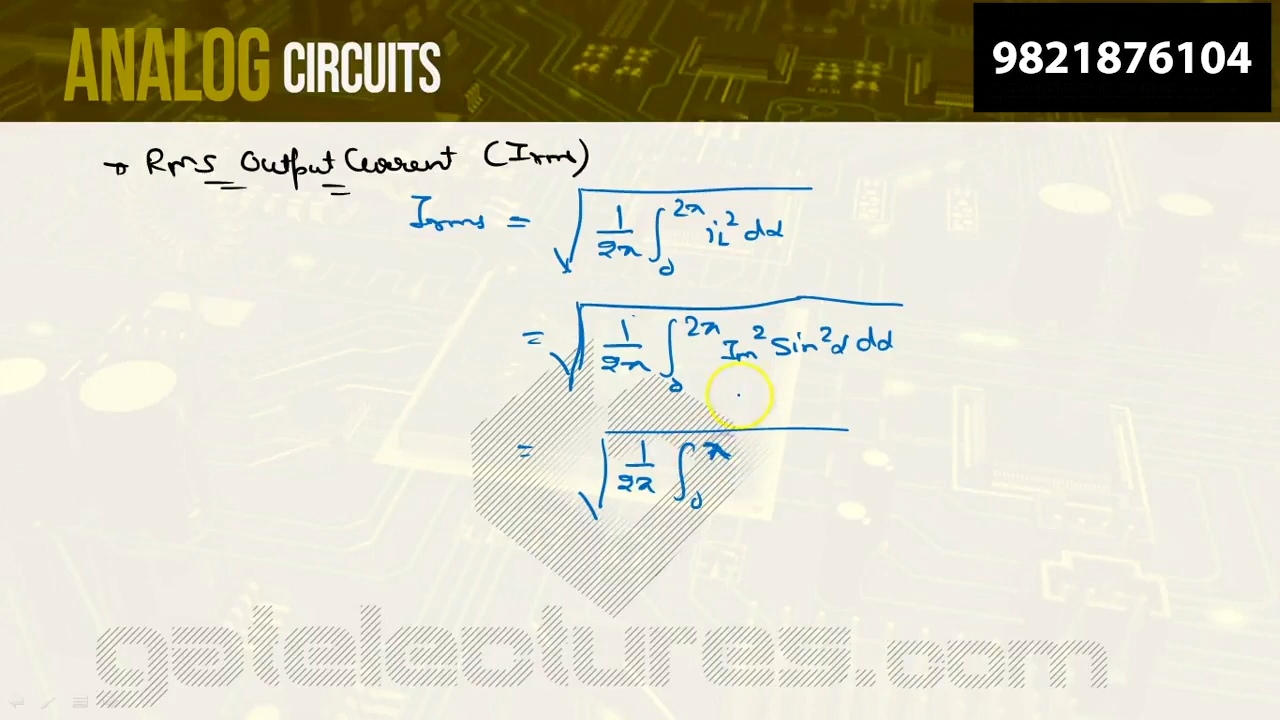 ANALOG CIRCUITS
9821876104
→ Rms Output Current (Irms)
Irms = √(1/2π ∫₀^2π iL² dα)
= √(1/2π ∫₀^2π Im² Sin²α dα)
= √(1/2π ∫₀^π
gatelectures.com